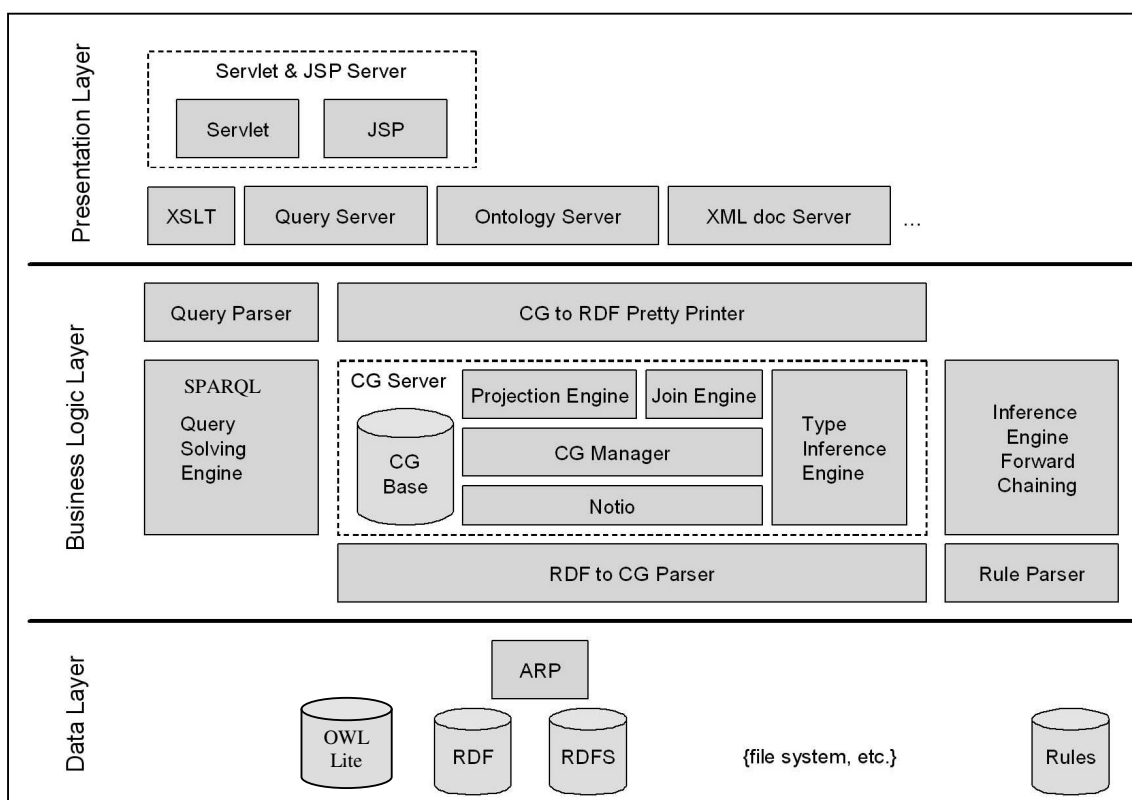 Presentation Layer
Servlet & JSP Server
Servlet
JSP
XSLT
Query Server
Ontology Server
XML doc Server
...
Business Logic Layer
Query Parser
CG to RDF Pretty Printer
SPARQL
Query
Solving
Engine
CG Server
CG
Base
Projection Engine
Join Engine
CG Manager
Notio
Type
Inference
Engine
Inference
Engine
Forward
Chaining
RDF to CG Parser
Rule Parser
Data Layer
ARP
OWL
Lite
RDF
RDFS
{file system, etc.}
Rules